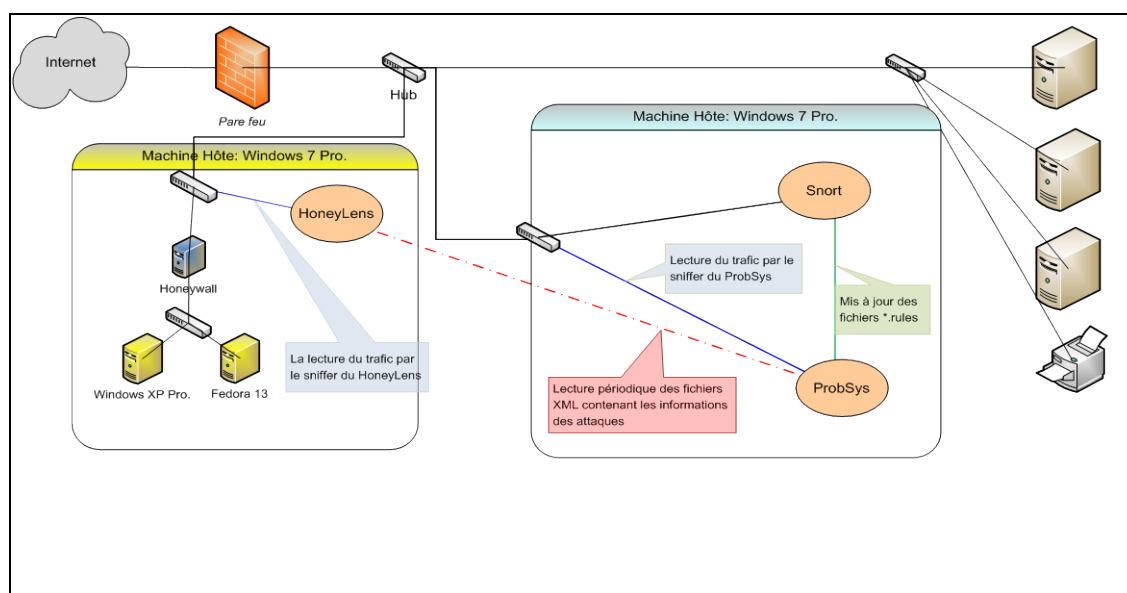 Internet
Pare feu
Hub
Machine Hôte: Windows 7 Pro.
HoneyLens
Honeywall
Windows XP Pro.
Fedora 13
La lecture du trafic par
le sniffer du HoneyLens
Machine Hôte: Windows 7 Pro.
Snort
Lecture du trafic par le
sniffer du ProbSys
Mis à jour des
fichiers *.rules
ProbSys
Lecture périodique des fichiers
XML contenant les informations
des attaques